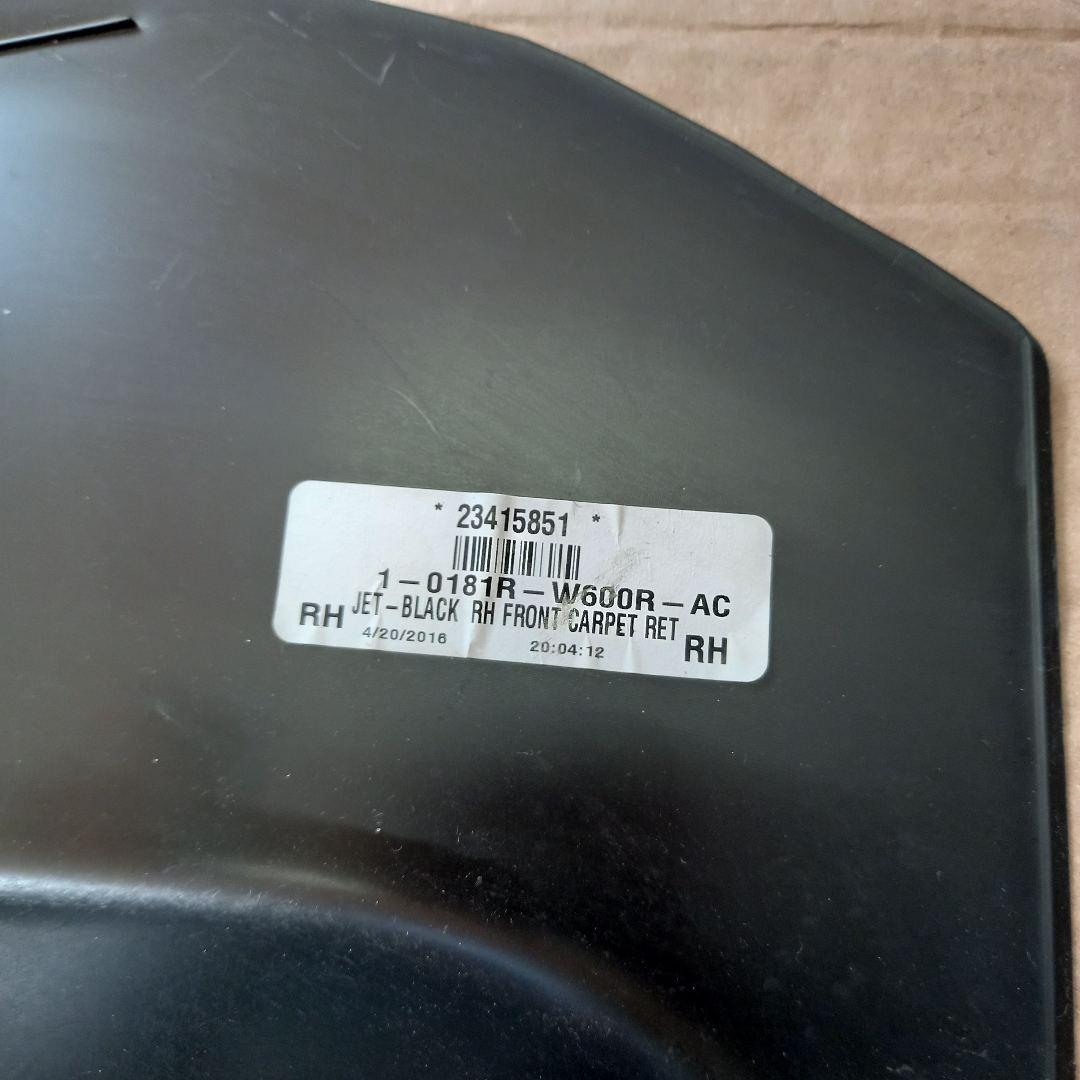 * 23415851 *
1-0181R-W600R-AC
JET-BLACK RH FRONT CARPET RET
RH RH
4/20/2016 20:04:12